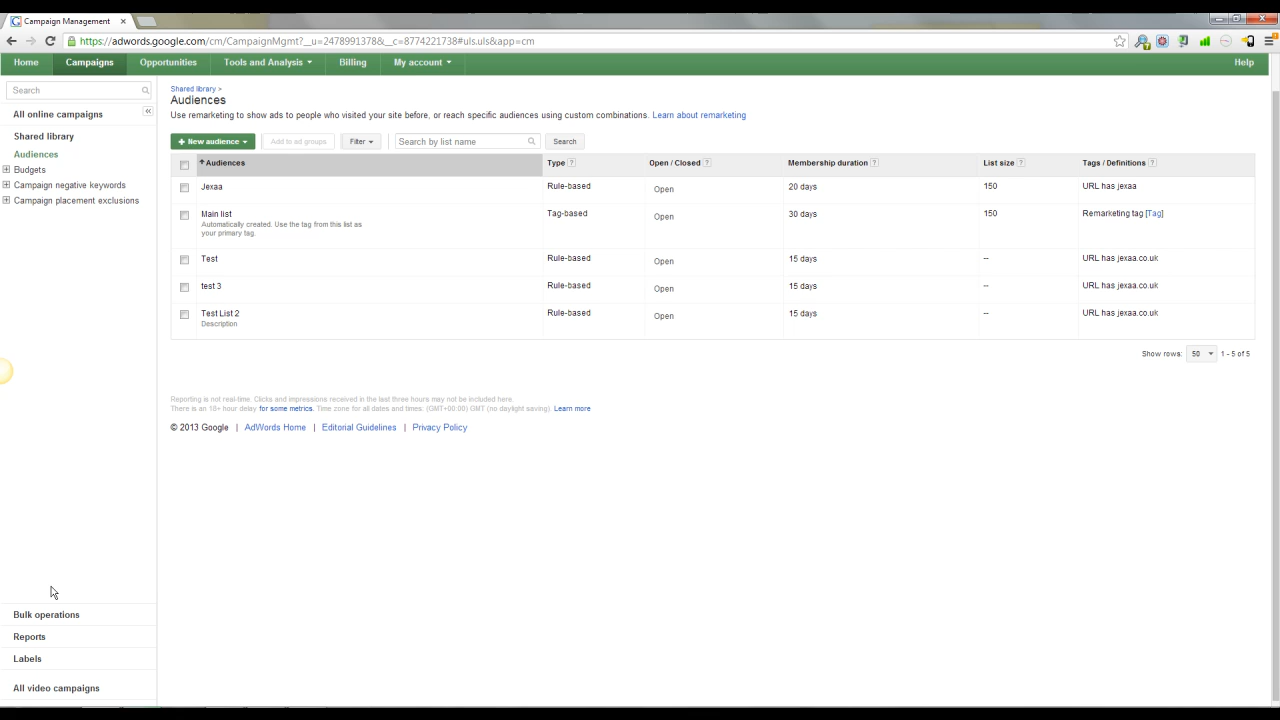 Campaign Management ×
https://adwords.google.com/cm/CampaignMgmt?__u=2478991378&__c=8774221738#uls.uls&app=cm
Home Campaigns Opportunities Tools and Analysis My account Billing Help
Search
All online campaigns «
Shared library
Audiences
Budgets
Campaign negative keywords
Campaign placement exclusions
Bulk operations
Reports
Labels
All video campaigns
Shared library >
Audiences
Use remarketing to show ads to people who visited your site before, or reach specific audiences using custom combinations. Learn about remarketing
+ New audience Add to ad groups Filter Search by list name Search
Audiences Type ? Open / Closed ? Membership duration ? List size ? Tags / Definitions ?
Jexaa Rule-based Open 20 days 150 URL has jexaa
Main list Tag-based Open 30 days 150 Remarketing tag [Tag]
Automatically created. Use the tag from this list as
your primary tag.
Test Rule-based Open 15 days -- URL has jexaa.co.uk
test 3 Rule-based Open 15 days -- URL has jexaa.co.uk
Test List 2 Rule-based Open 15 days -- URL has jexaa.co.uk
Description
Show rows: 50 1 - 5 of 5
Reporting is not real-time. Clicks and impressions received in the last three hours may not be included here.
There is an 18+ hour delay for some metrics. Time zone for all dates and times: (GMT+00:00) GMT (no daylight saving). Learn more
© 2013 Google | AdWords Home | Editorial Guidelines | Privacy Policy